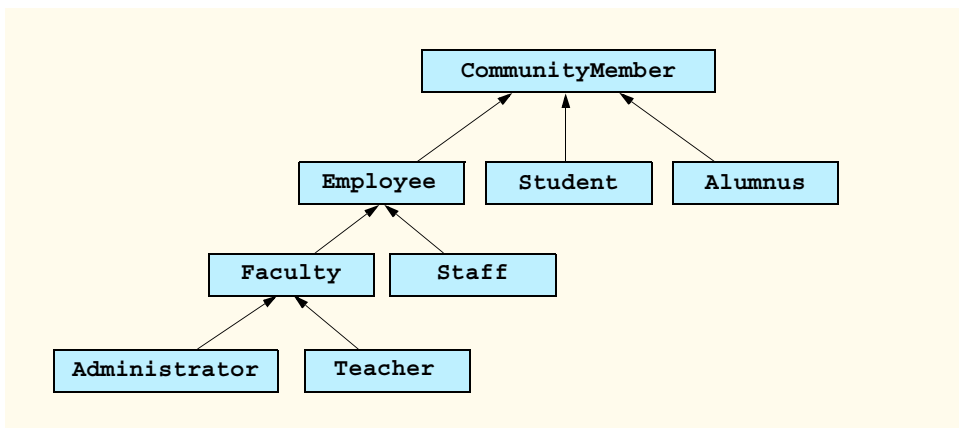 CommunityMember
Employee
Student
Alumnus
Faculty
Staff
Administrator
Teacher